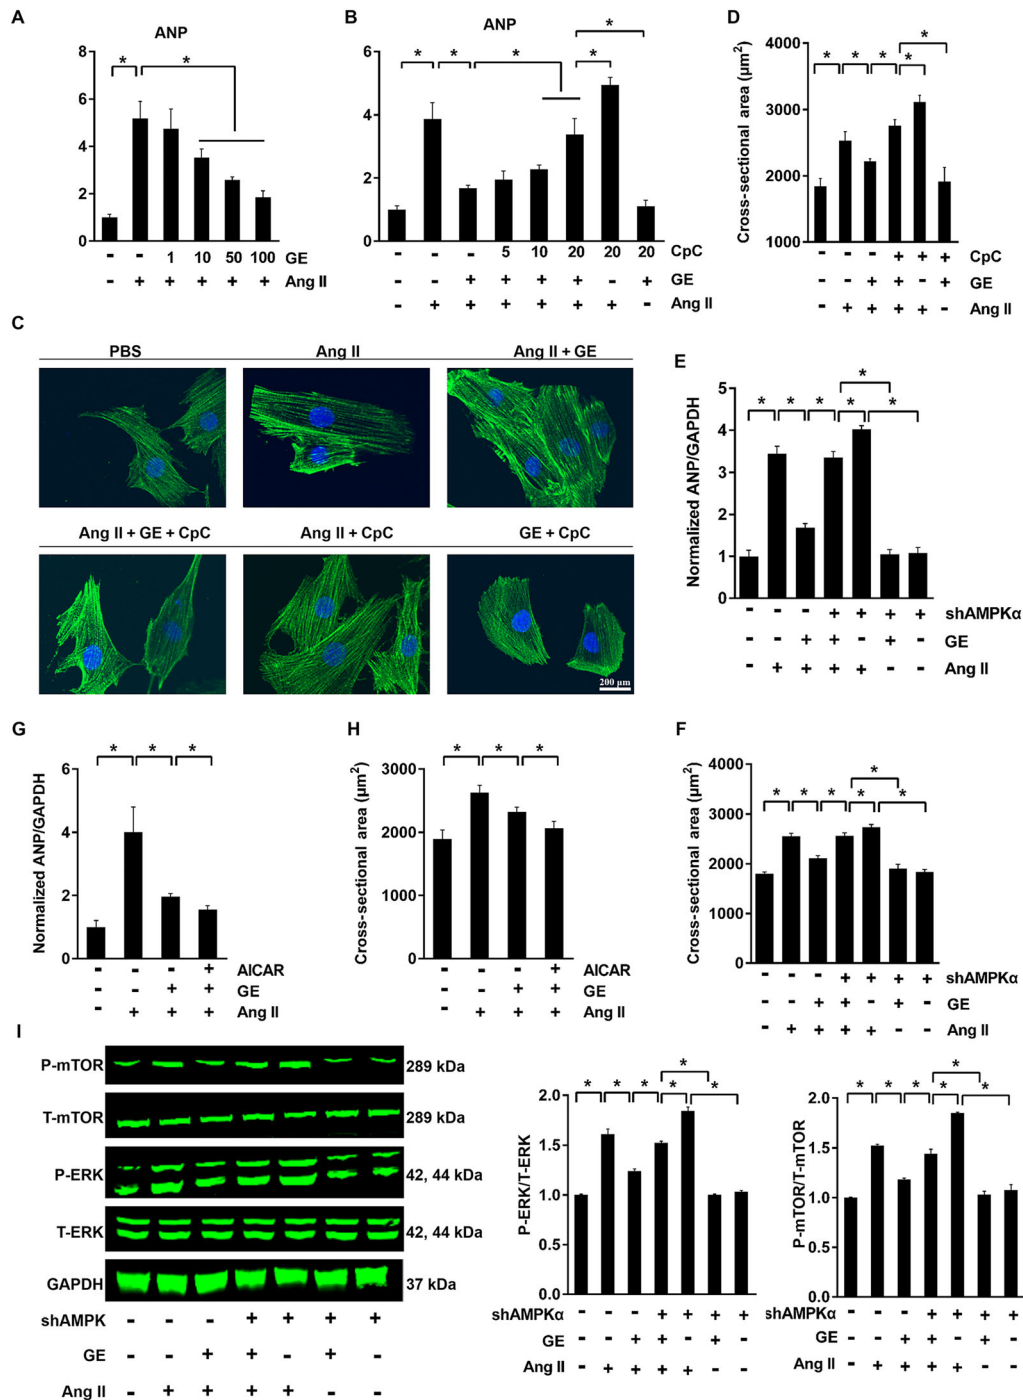 A
ANP
*
*
8
6
4
2
0
- - 1 10 50 100 GE
- + + + + + Ang II
B
ANP
* * * * *
6
4
2
0
- - - 5 10 20 20 20 CpC
- - + + + + - + GE
- + + + + + + - Ang II
D
* * * * *
Cross-sectional area (µm²)
4000
3000
2000
1000
- - - + + + CpC
- - + + - + GE
- + + + + - Ang II
C
PBS
Ang II
Ang II + GE
Ang II + GE + CpC
Ang II + CpC
GE + CpC
200 µm
E
* * * * * *
Normalized ANP/GAPDH
5
4
3
2
1
0
- - - + + + + shAMPKα
- - + + - + - GE
- + + + + - - Ang II
G
* * *
Normalized ANP/GAPDH
6
4
2
0
- - - + AICAR
- - + + GE
- + + + Ang II
H
* * *
Cross-sectional area (µm²)
3000
2000
1000
0
- - - + AICAR
- - + + GE
- + + + Ang II
F
* * * * * *
Cross-sectional area (µm²)
4000
3000
2000
1000
0
- - - + + + + shAMPKα
- - + + - + - GE
- + + + + - - Ang II
I
P-mTOR 289 kDa
T-mTOR 289 kDa
P-ERK 42, 44 kDa
T-ERK 42, 44 kDa
GAPDH 37 kDa
shAMPK - - - + + + +
GE - - + + - + -
Ang II - + + + + - -
* * * * * *
P-ERK/T-ERK
2.0
1.5
1.0
0.5
0.0
shAMPKα - - - + + + +
GE - - + + - + -
Ang II - + + + + - -
* * * * * *
P-mTOR/T-mTOR
2.0
1.5
1.0
0.5
0.0
shAMPKα - - - + + + +
GE - - + + - + -
Ang II - + + + + - -